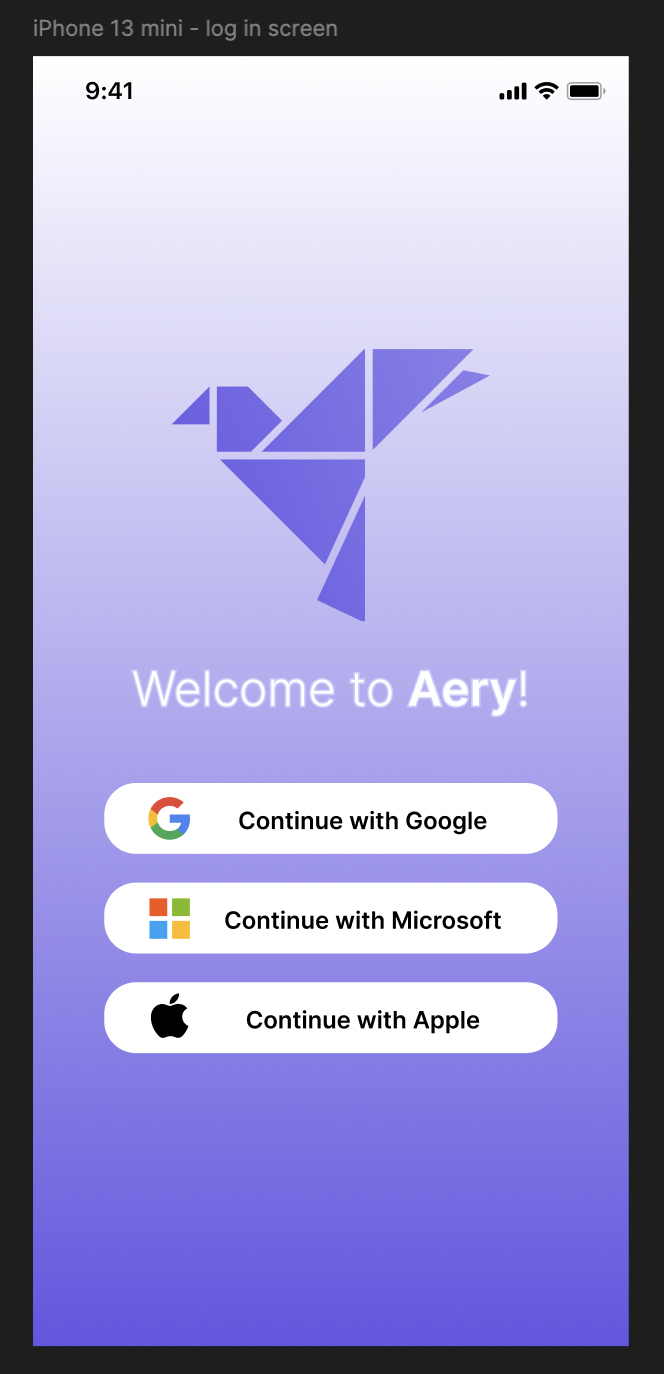 iPhone 13 mini - log in screen
9:41
Welcome to Aery!
Continue with Google
Continue with Microsoft
Continue with Apple